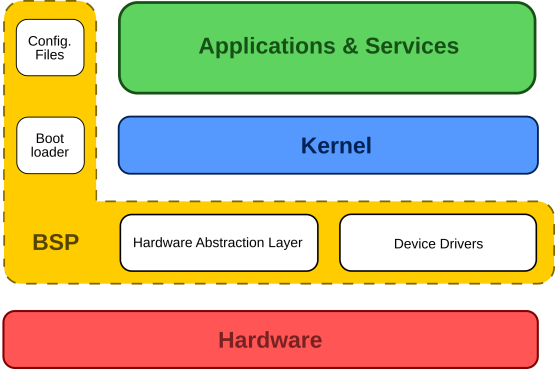 Config.
Files
Applications & Services
Boot
loader
Kernel
BSP
Hardware Abstraction Layer
Device Drivers
Hardware